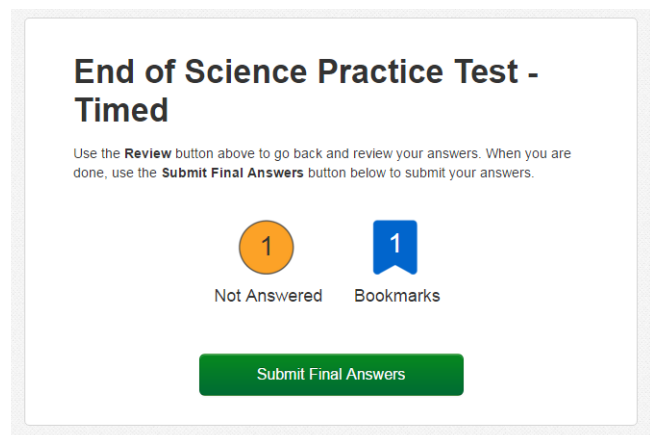 End of Science Practice Test -
Timed
Use the Review button above to go back and review your answers. When you are
done, use the Submit Final Answers button below to submit your answers.
1
1
Not Answered
Bookmarks
Submit Final Answers